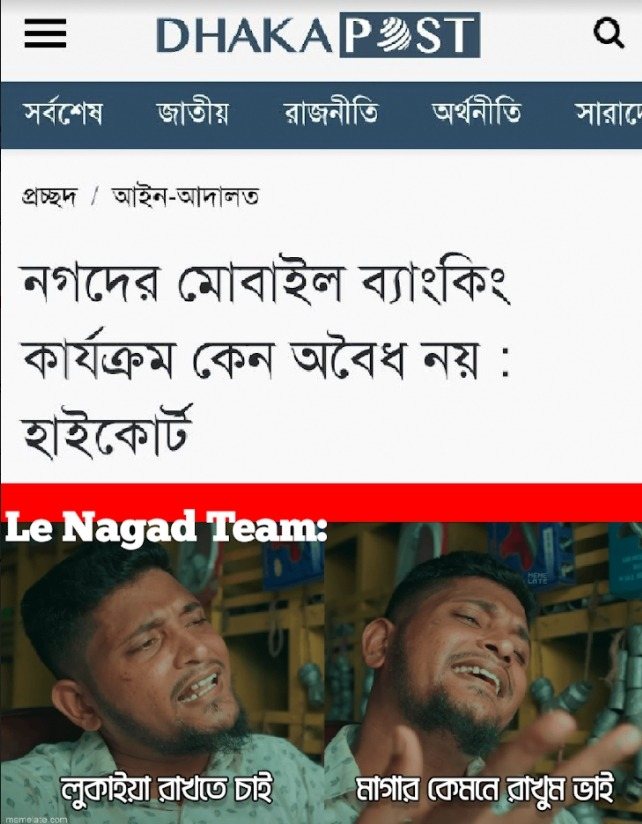 DHAKA POST
সর্বশেষ জাতীয় রাজনীতি অর্থনীতি
প্রচ্ছদ / আইন-আদালত
নগদের মোবাইল ব্যাংকিং
কার্যক্রম কেন অবৈধ নয় :
হাইকোর্ট
Le Nagad Team:
MEME
LATE
লুকাইয়া রাখতে চাই
মাগার কেমনে রাখুম ভাই
memelate.com